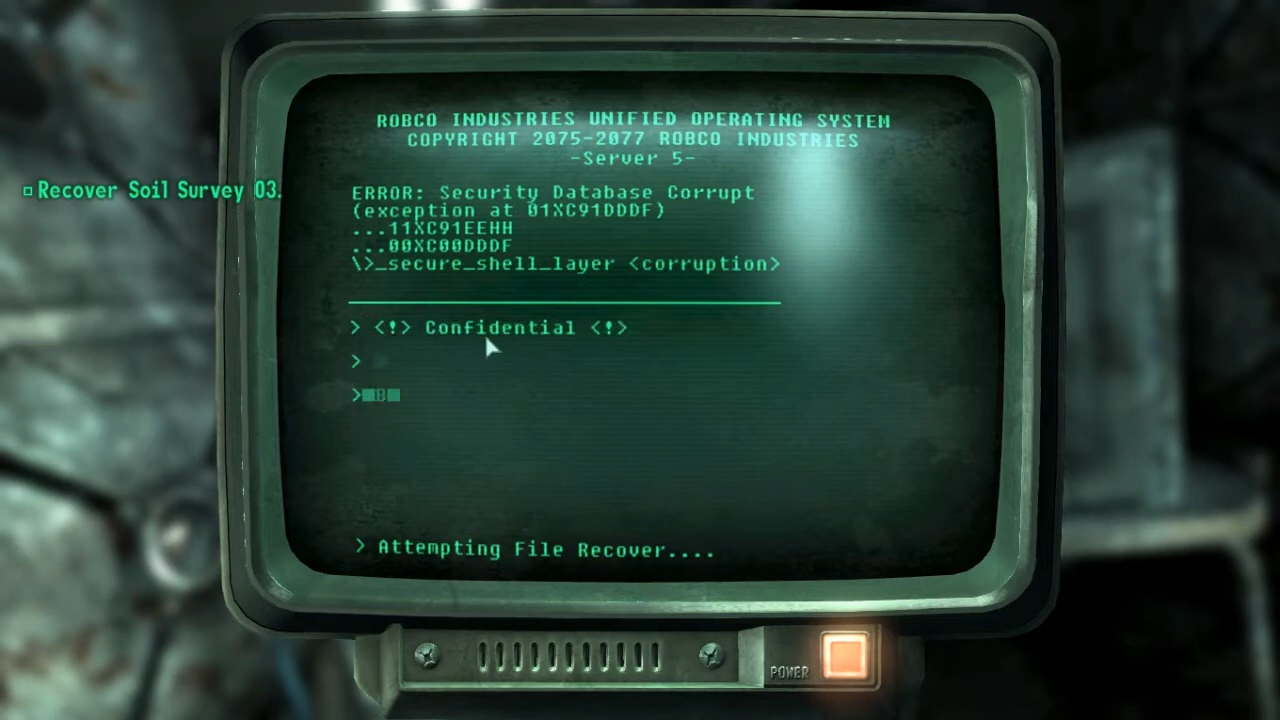 ROBCO INDUSTRIES UNIFIED OPERATING SYSTEM
COPYRIGHT 2075-2077 ROBCO INDUSTRIES
-Server 5-
Recover Soil Survey 03.
ERROR: Security Database Corrupt
(exception at 01XC91DDDF)
...11XC91EEHH
...00XC00DDDF
\>_secure_shell_layer <corruption>
> <!> Confidential <!>
>
>■B■
> Attempting File Recover....
POWER